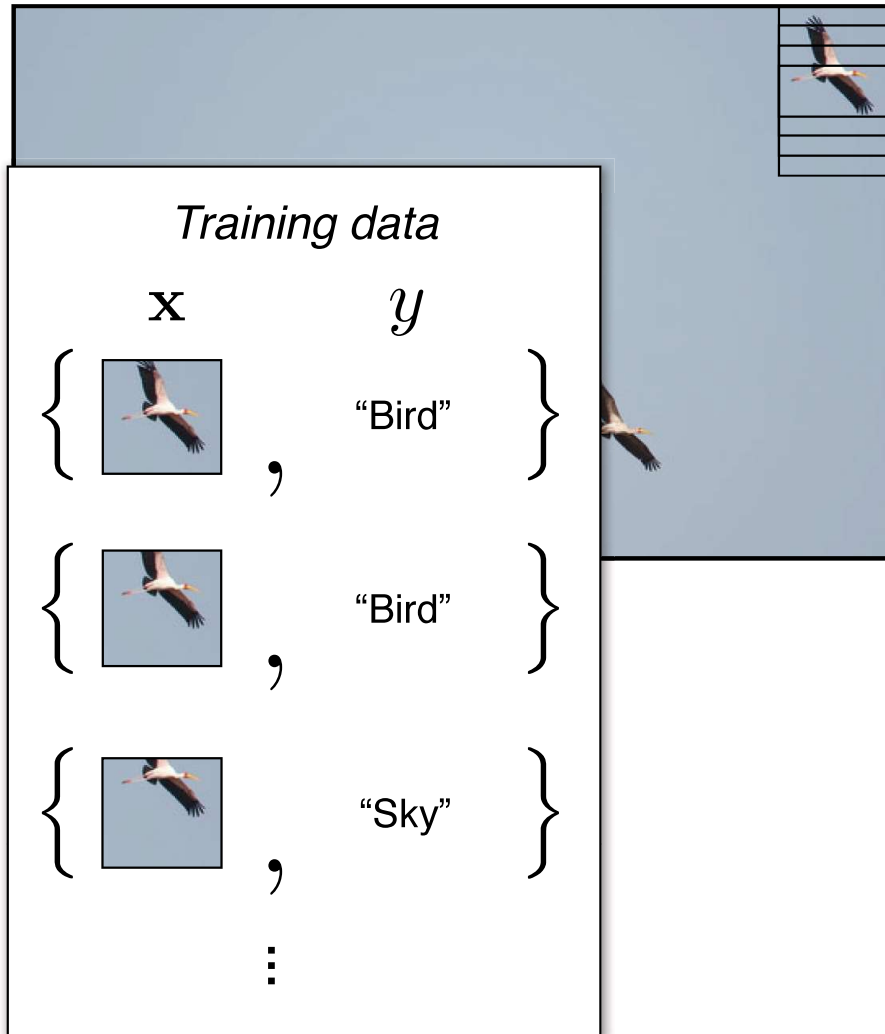 Training data
x y
{ , “Bird” }
{ , “Bird” }
{ , “Sky” }
⋮